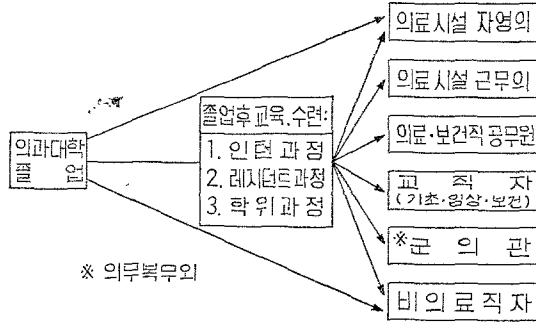 의과대학
졸 업
졸업후교육.수련:
1. 인턴과정
2. 레지던트과정
3. 학위과정
※ 의무복무외
의료시설 자영의
의료시설 근무의
의료·보건직공무원
교 직 자
(기초·임상·보건)
※군 의 관
비의료직자